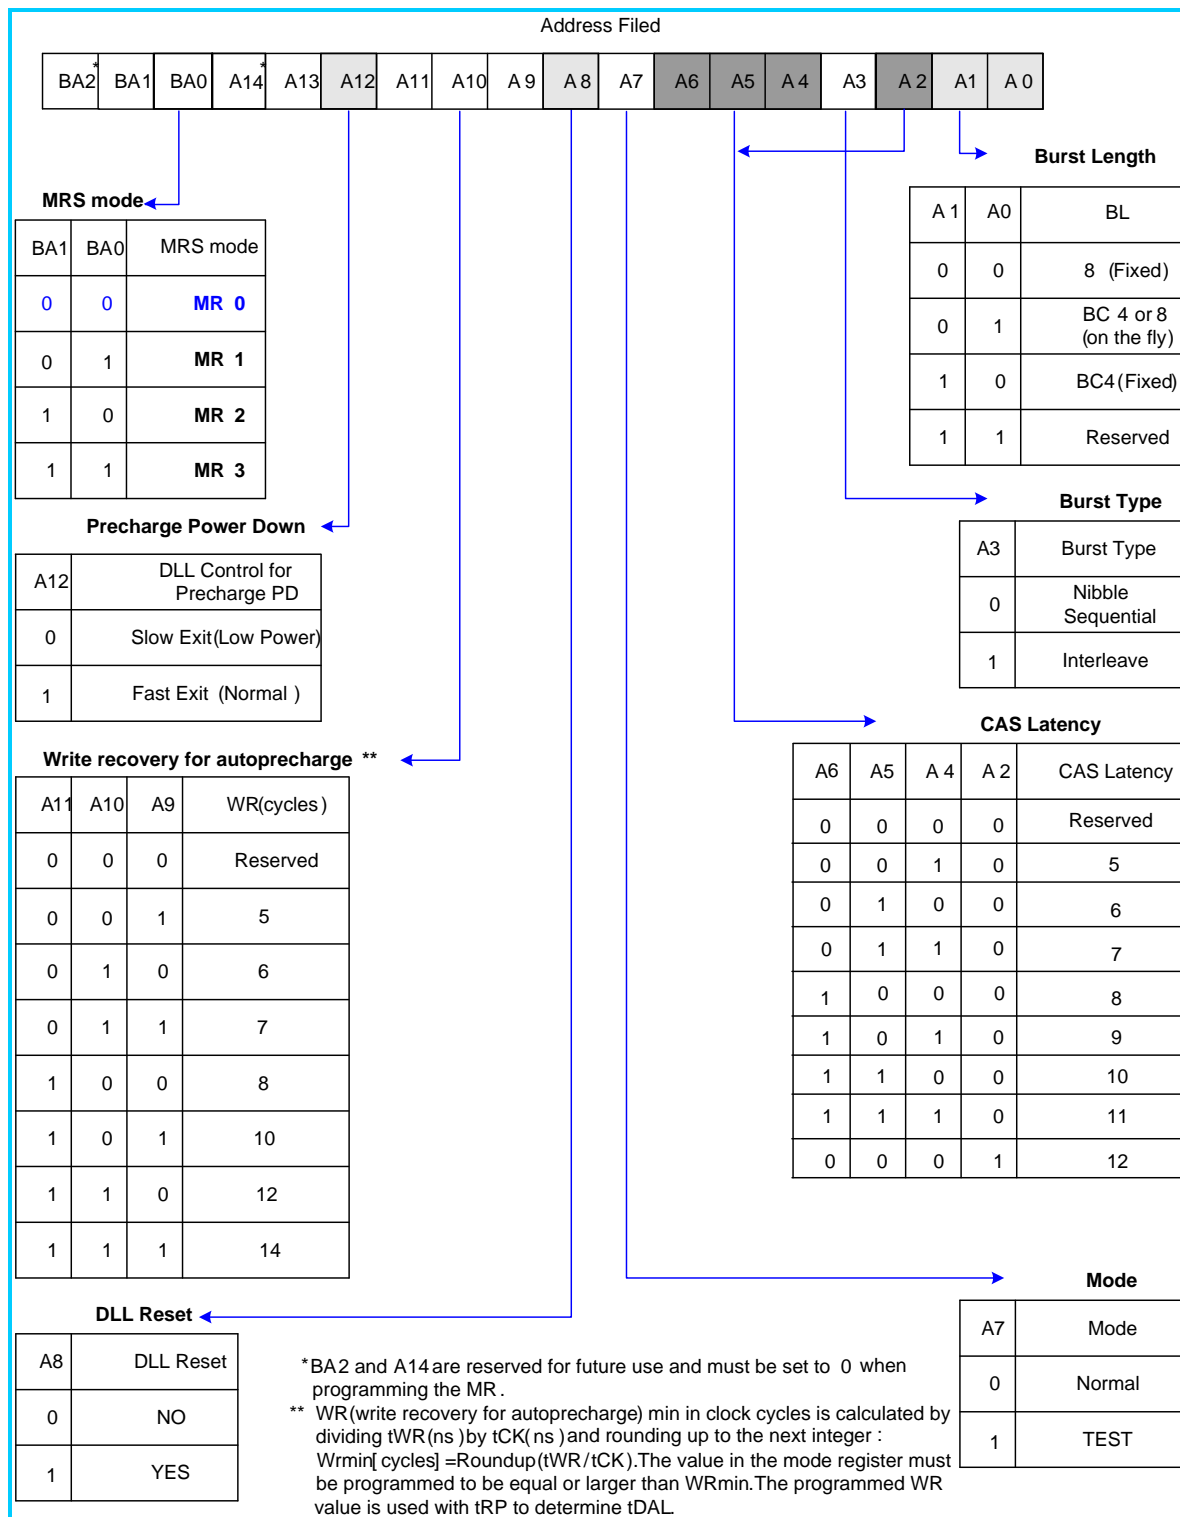 Address Filed
BA2* BA1 BA0 A14* A13 A12 A11 A10 A9 A8 A7 A6 A5 A4 A3 A2 A1 A0
MRS mode
BA1 BA0 MRS mode
0 0 MR 0
0 1 MR 1
1 0 MR 2
1 1 MR 3
Burst Length
A1 A0 BL
0 0 8 (Fixed)
0 1 BC 4 or 8
(on the fly)
1 0 BC4(Fixed)
1 1 Reserved
Precharge Power Down
A12 DLL Control for
Precharge PD
0 Slow Exit(Low Power)
1 Fast Exit (Normal)
Burst Type
A3 Burst Type
0 Nibble
Sequential
1 Interleave
Write recovery for autoprecharge **
A11 A10 A9 WR(cycles)
0 0 0 Reserved
0 0 1 5
0 1 0 6
0 1 1 7
1 0 0 8
1 0 1 10
1 1 0 12
1 1 1 14
CAS Latency
A6 A5 A4 A2 CAS Latency
0 0 0 0 Reserved
0 0 1 0 5
0 1 0 0 6
0 1 1 0 7
1 0 0 0 8
1 0 1 0 9
1 1 0 0 10
1 1 1 0 11
0 0 0 1 12
DLL Reset
A8 DLL Reset
0 NO
1 YES
Mode
A7 Mode
0 Normal
1 TEST
*BA2 and A14 are reserved for future use and must be set to 0 when
programming the MR.
** WR(write recovery for autoprecharge) min in clock cycles is calculated by
dividing tWR(ns) by tCK(ns) and rounding up to the next integer :
Wrmin[cycles] =Roundup(tWR/tCK).The value in the mode register must
be programmed to be equal or larger than WRmin.The programmed WR
value is used with tRP to determine tDAL.